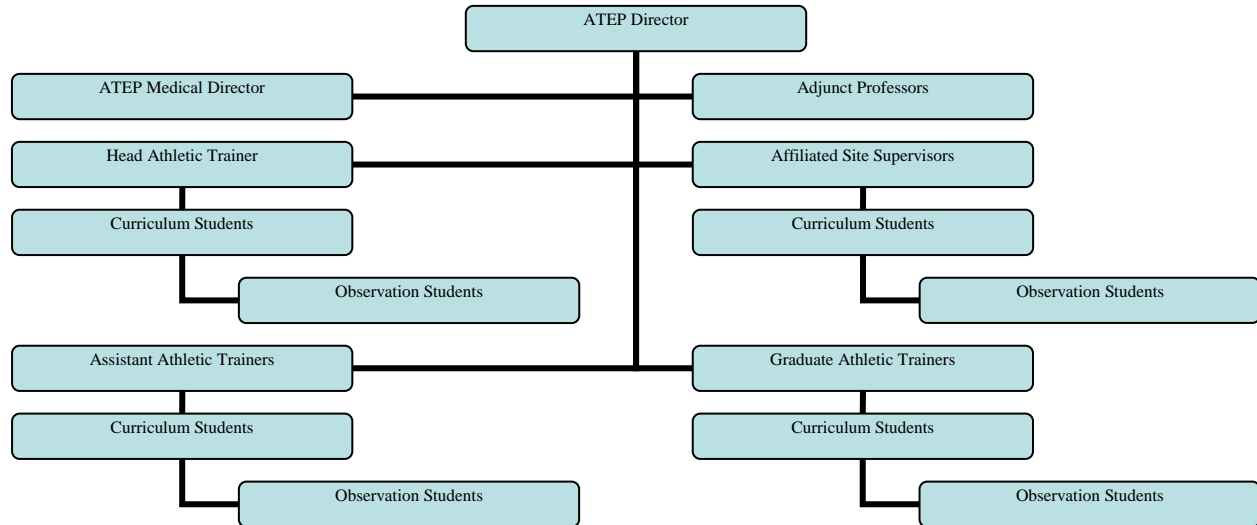 ATEP Director
ATEP Medical Director
Adjunct Professors
Head Athletic Trainer
Affiliated Site Supervisors
Curriculum Students
Curriculum Students
Observation Students
Observation Students
Assistant Athletic Trainers
Graduate Athletic Trainers
Curriculum Students
Curriculum Students
Observation Students
Observation Students